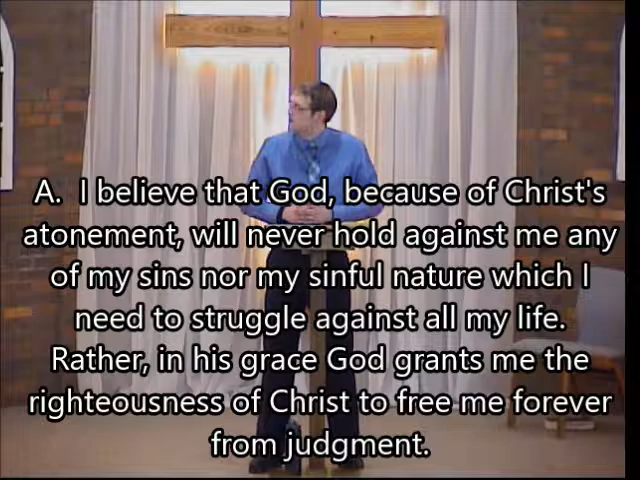 A. I believe that God, because of Christ's
atonement, will never hold against me any
of my sins nor my sinful nature which I
need to struggle against all my life.
Rather, in his grace God grants me the
righteousness of Christ to free me forever
from judgment.